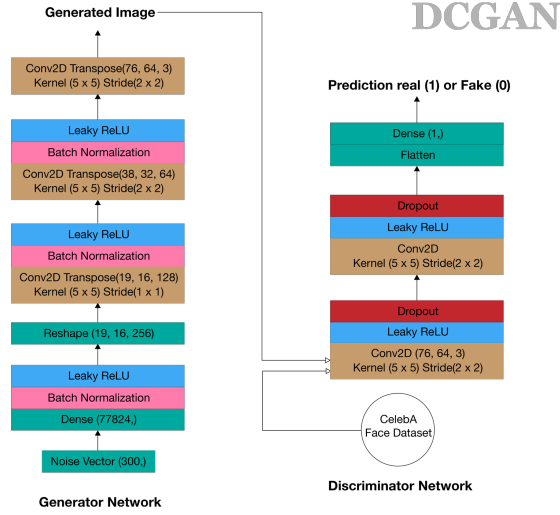 DCGAN
Generated Image
Conv2D Transpose(76, 64, 3)
Kernel (5 x 5) Stride(2 x 2)
Leaky ReLU
Batch Normalization
Conv2D Transpose(38, 32, 64)
Kernel (5 x 5) Stride(2 x 2)
Leaky ReLU
Batch Normalization
Conv2D Transpose(19, 16, 128)
Kernel (5 x 5) Stride(1 x 1)
Reshape (19, 16, 256)
Leaky ReLU
Batch Normalization
Dense (77824,)
Noise Vector (300,)
Generator Network
Prediction real (1) or Fake (0)
Dense (1,)
Flatten
Dropout
Leaky ReLU
Conv2D
Kernel (5 x 5) Stride(2 x 2)
Dropout
Leaky ReLU
Conv2D (76, 64, 3)
Kernel (5 x 5) Stride(2 x 2)
CelebA
Face Dataset
Discriminator Network